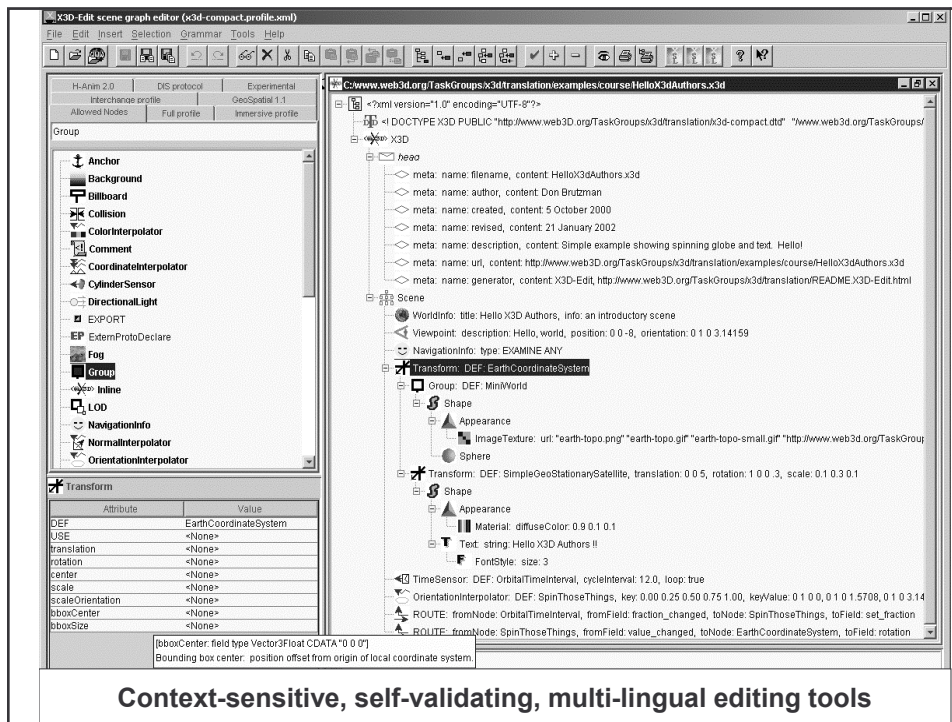 X3D-Edit scene graph editor (x3d-compact.profile.xml)
File Edit Insert Selection Grammar Tools Help
H-Anim 2.0 DIS protocol Experimental
Interchange profile GeoSpatial 1.1
Allowed Nodes Full profile Immersive profile
Group
Anchor
Background
Billboard
Collision
ColorInterpolator
Comment
CoordinateInterpolator
CylinderSensor
DirectionalLight
EXPORT
EP ExternProtoDeclare
Fog
Group
Inline
LOD
NavigationInfo
NormalInterpolator
OrientationInterpolator
Transform
Attribute Value
DEF EarthCoordinateSystem
USE <None>
translation <None>
rotation <None>
center <None>
scale <None>
scaleOrientation <None>
bboxCenter <None>
bboxSize <None>
[bboxCenter: field type Vector3Float CDATA "0 0 0"]
Bounding box center: position offset from origin of local coordinate system.
C:/www.web3d.org/TaskGroups/x3d/translation/examples/course/HelloX3dAuthors.x3d
<?xml version="1.0" encoding="UTF-8"?>
<! DOCTYPE X3D PUBLIC "http://www.web3D.org/TaskGroups/x3d/translation/x3d-compact.dtd" "/www.web3d.org/TaskGroups/
X3D
head
meta: name: filename, content: HelloX3dAuthors.x3d
meta: name: author, content: Don Brutzman
meta: name: created, content: 5 October 2000
meta: name: revised, content: 21 January 2002
meta: name: description, content: Simple example showing spinning globe and text. Hello!
meta: name: url, content: http://www.web3D.org/TaskGroups/x3d/translation/examples/course/HelloX3dAuthors.x3d
meta: name: generator, content: X3D-Edit, http://www.web3D.org/TaskGroups/x3d/translation/README.X3D-Edit.html
Scene
WorldInfo: title: Hello X3D Authors, info: an introductory scene
Viewpoint: description: Hello, world, position: 0 0 -8, orientation: 0 1 0 3.14159
NavigationInfo: type: EXAMINE ANY
Transform: DEF: EarthCoordinateSystem
Group: DEF: MiniWorld
Shape
Appearance
ImageTexture: url: "earth-topo.png" "earth-topo.gif" "earth-topo-small.gif" "http://www.web3d.org/TaskGroup
Sphere
Transform: DEF: SimpleGeoStationarySatellite, translation: 0 0 5, rotation: 1 0 0 .3, scale: 0.1 0.3 0.1
Shape
Appearance
Material: diffuseColor: 0.9 0.1 0.1
Text: string: Hello X3D Authors !!
FontStyle: size: 3
TimeSensor: DEF: OrbitalTimeInterval, cycleInterval: 12.0, loop: true
OrientationInterpolator: DEF: SpinThoseThings, key: 0.00 0.25 0.50 0.75 1.00, keyValue: 0 1 0 0, 0 1 0 1.5708, 0 1 0 3.14
ROUTE: fromNode: OrbitalTimeInterval, fromField: fraction_changed, toNode: SpinThoseThings, toField: set_fraction
ROUTE: fromNode: SpinThoseThings, fromField: value_changed, toNode: EarthCoordinateSystem, toField: rotation
Context-sensitive, self-validating, multi-lingual editing tools